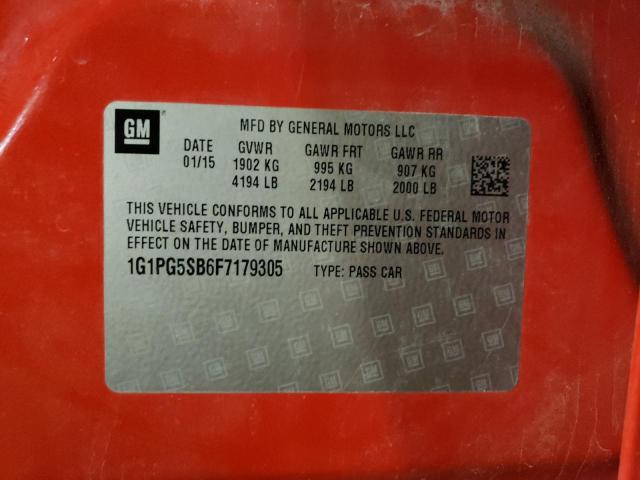 GM
MFD BY GENERAL MOTORS LLC
DATE GVWR GAWR FRT GAWR RR
01/15 1902 KG 995 KG 907 KG
4194 LB 2194 LB 2000 LB
THIS VEHICLE CONFORMS TO ALL APPLICABLE U.S. FEDERAL MOTOR
VEHICLE SAFETY, BUMPER, AND THEFT PREVENTION STANDARDS IN
EFFECT ON THE DATE OF MANUFACTURE SHOWN ABOVE.
1G1PG5SB6F7179305 TYPE: PASS CAR